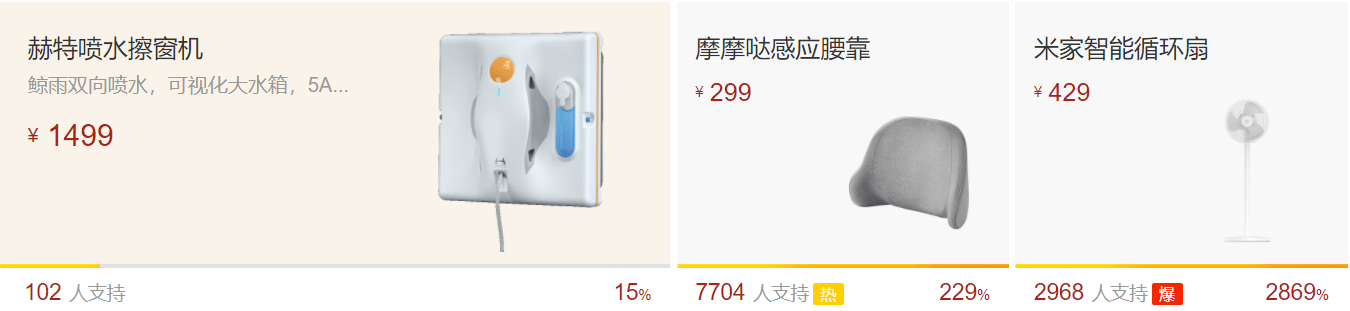 赫特喷水擦窗机
鲸雨双向喷水，可视化大水箱，5A...
¥ 1499
102 人支持
15%
摩摩哒感应腰靠
¥ 299
7704 人支持 热
229%
米家智能循环扇
¥ 429
2968 人支持 爆
2869%